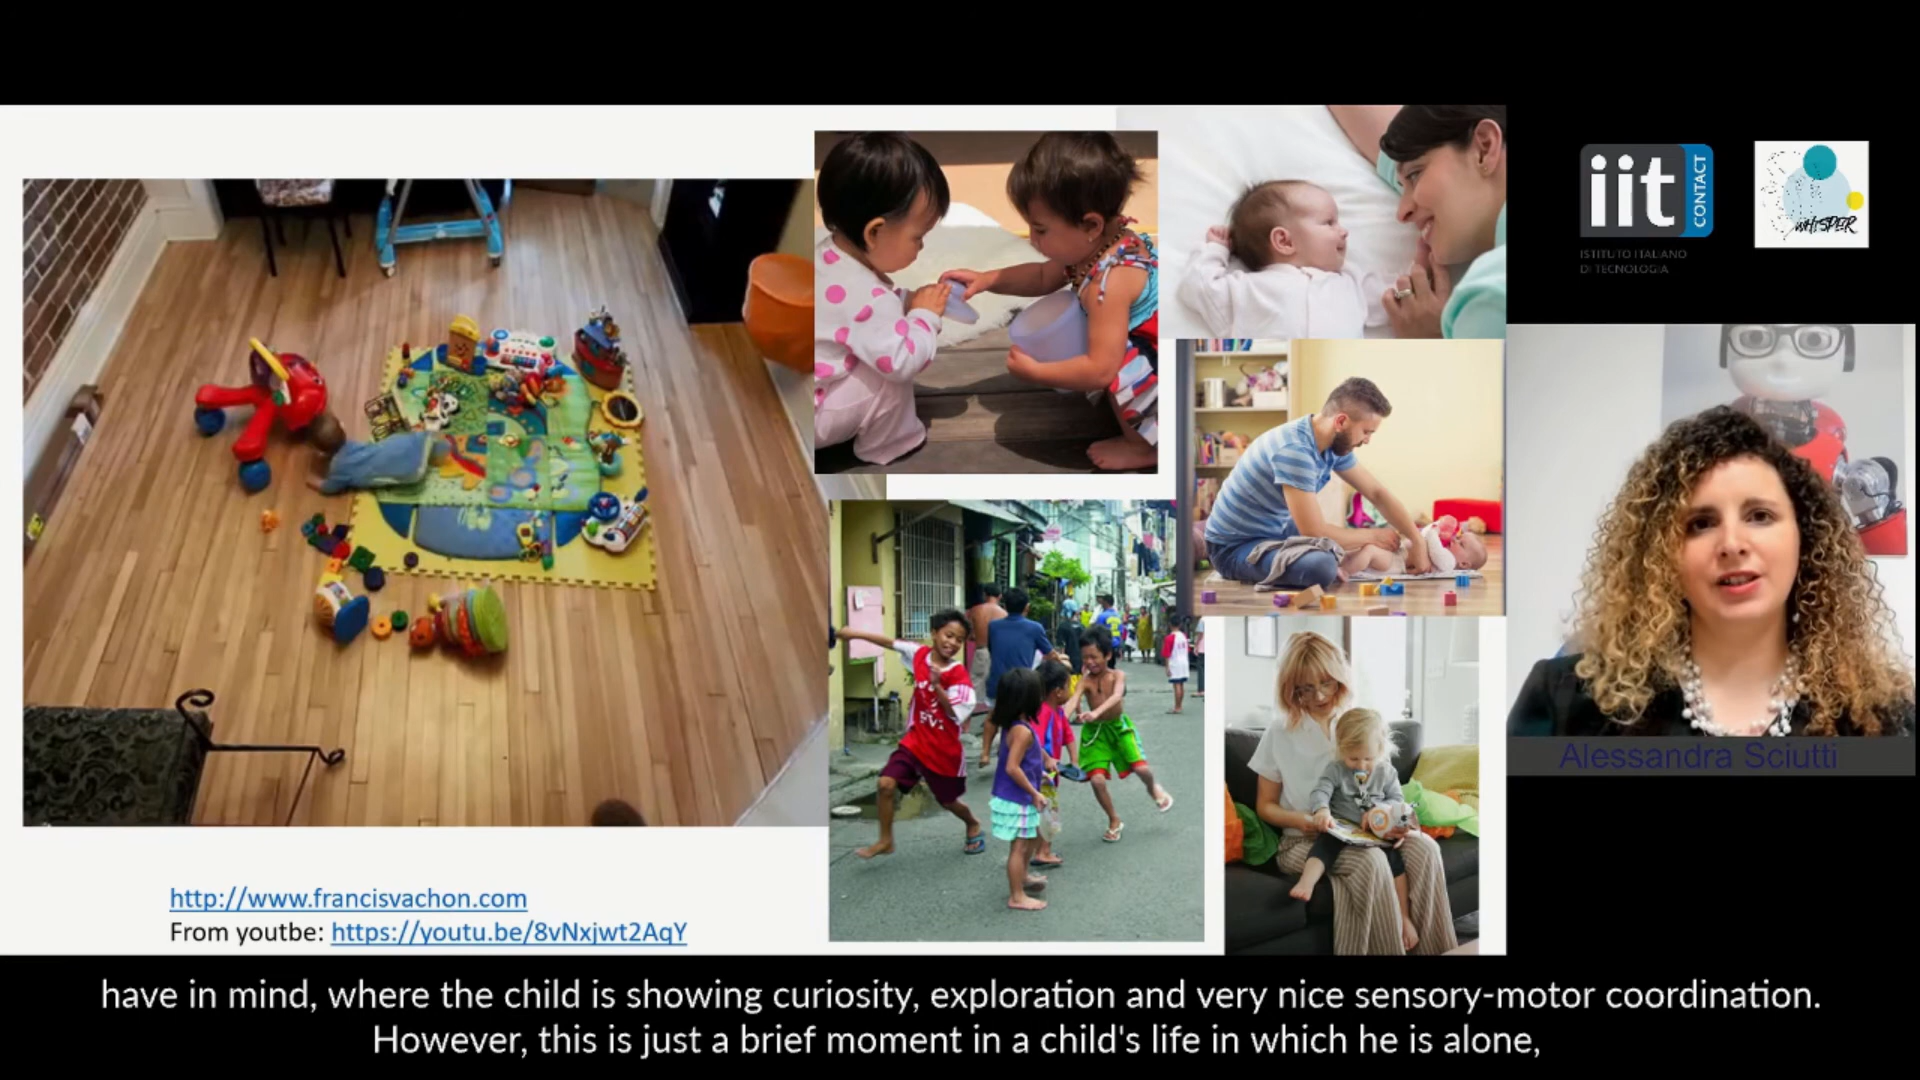 iit
CONTACT
ISTITUTO ITALIANO
DI TECNOLOGIA
WHISPER
Alessandra Sciutti
http://www.francisvachon.com
From youtbe: https://youtu.be/8vNxjwt2AqY
have in mind, where the child is showing curiosity, exploration and very nice sensory-motor coordination.
However, this is just a brief moment in a child's life in which he is alone,